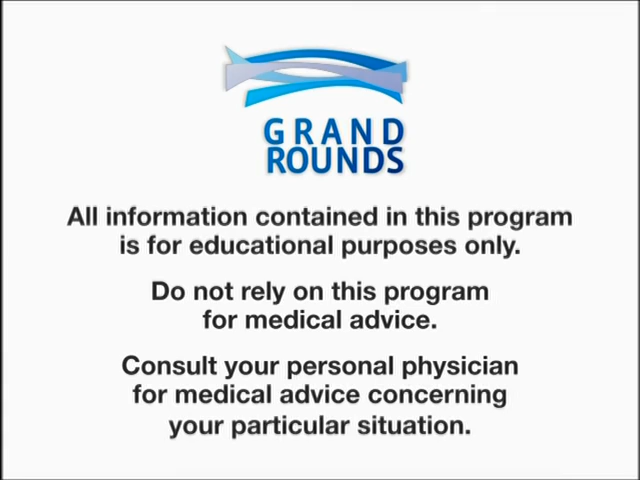 GRAND
ROUNDS
All information contained in this program
is for educational purposes only.
Do not rely on this program
for medical advice.
Consult your personal physician
for medical advice concerning
your particular situation.